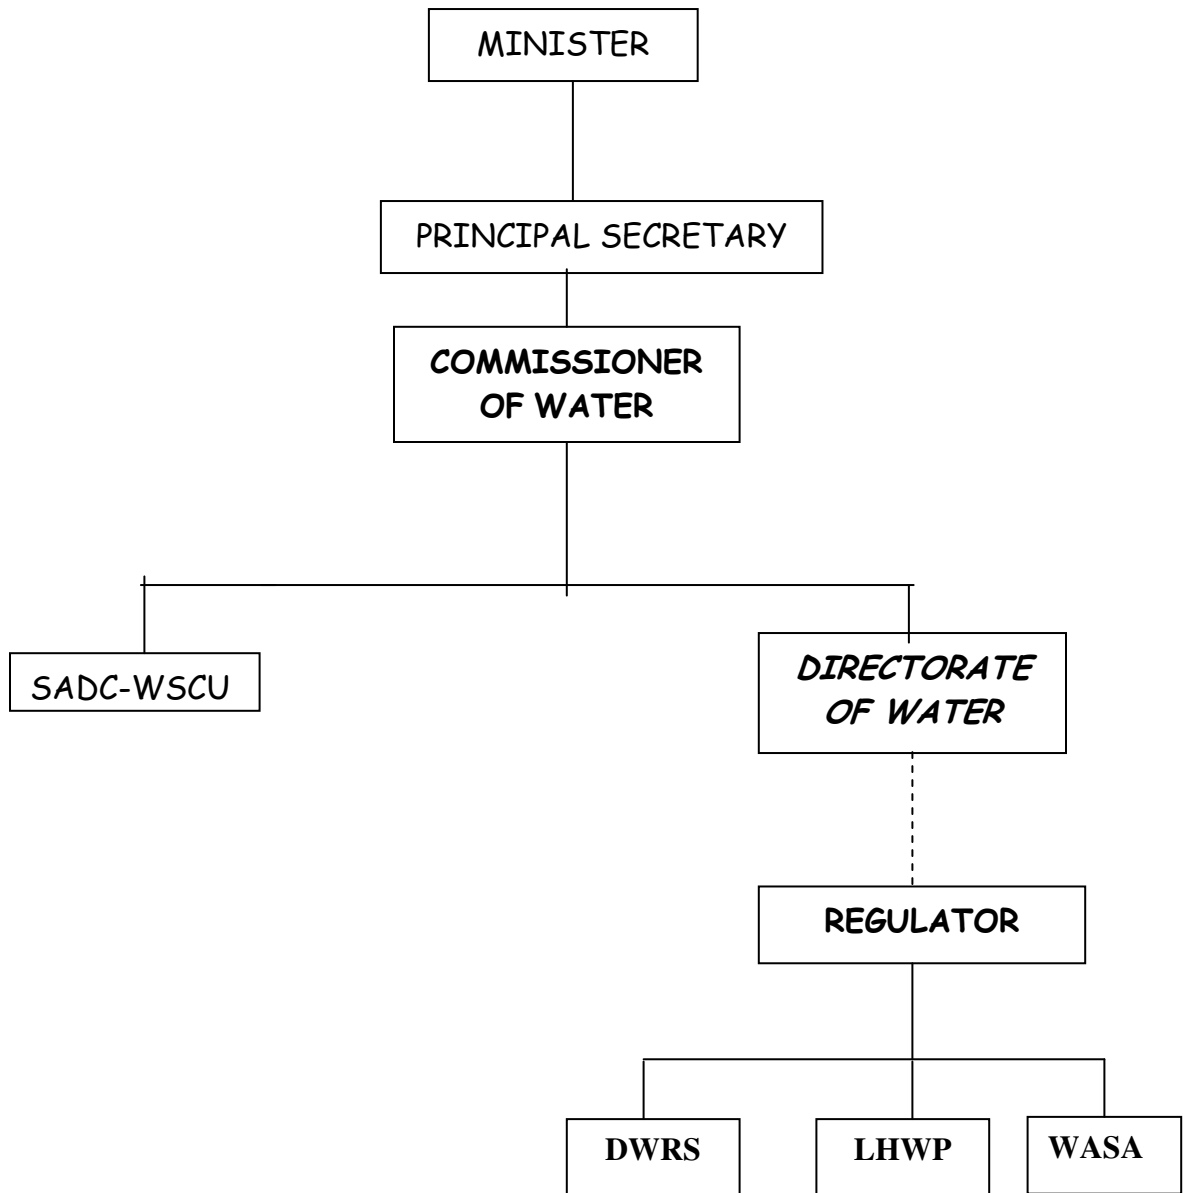 MINISTER
PRINCIPAL SECRETARY
COMMISSIONER
OF WATER
SADC-WSCU
DIRECTORATE
OF WATER
REGULATOR
DWRS
LHWP
WASA